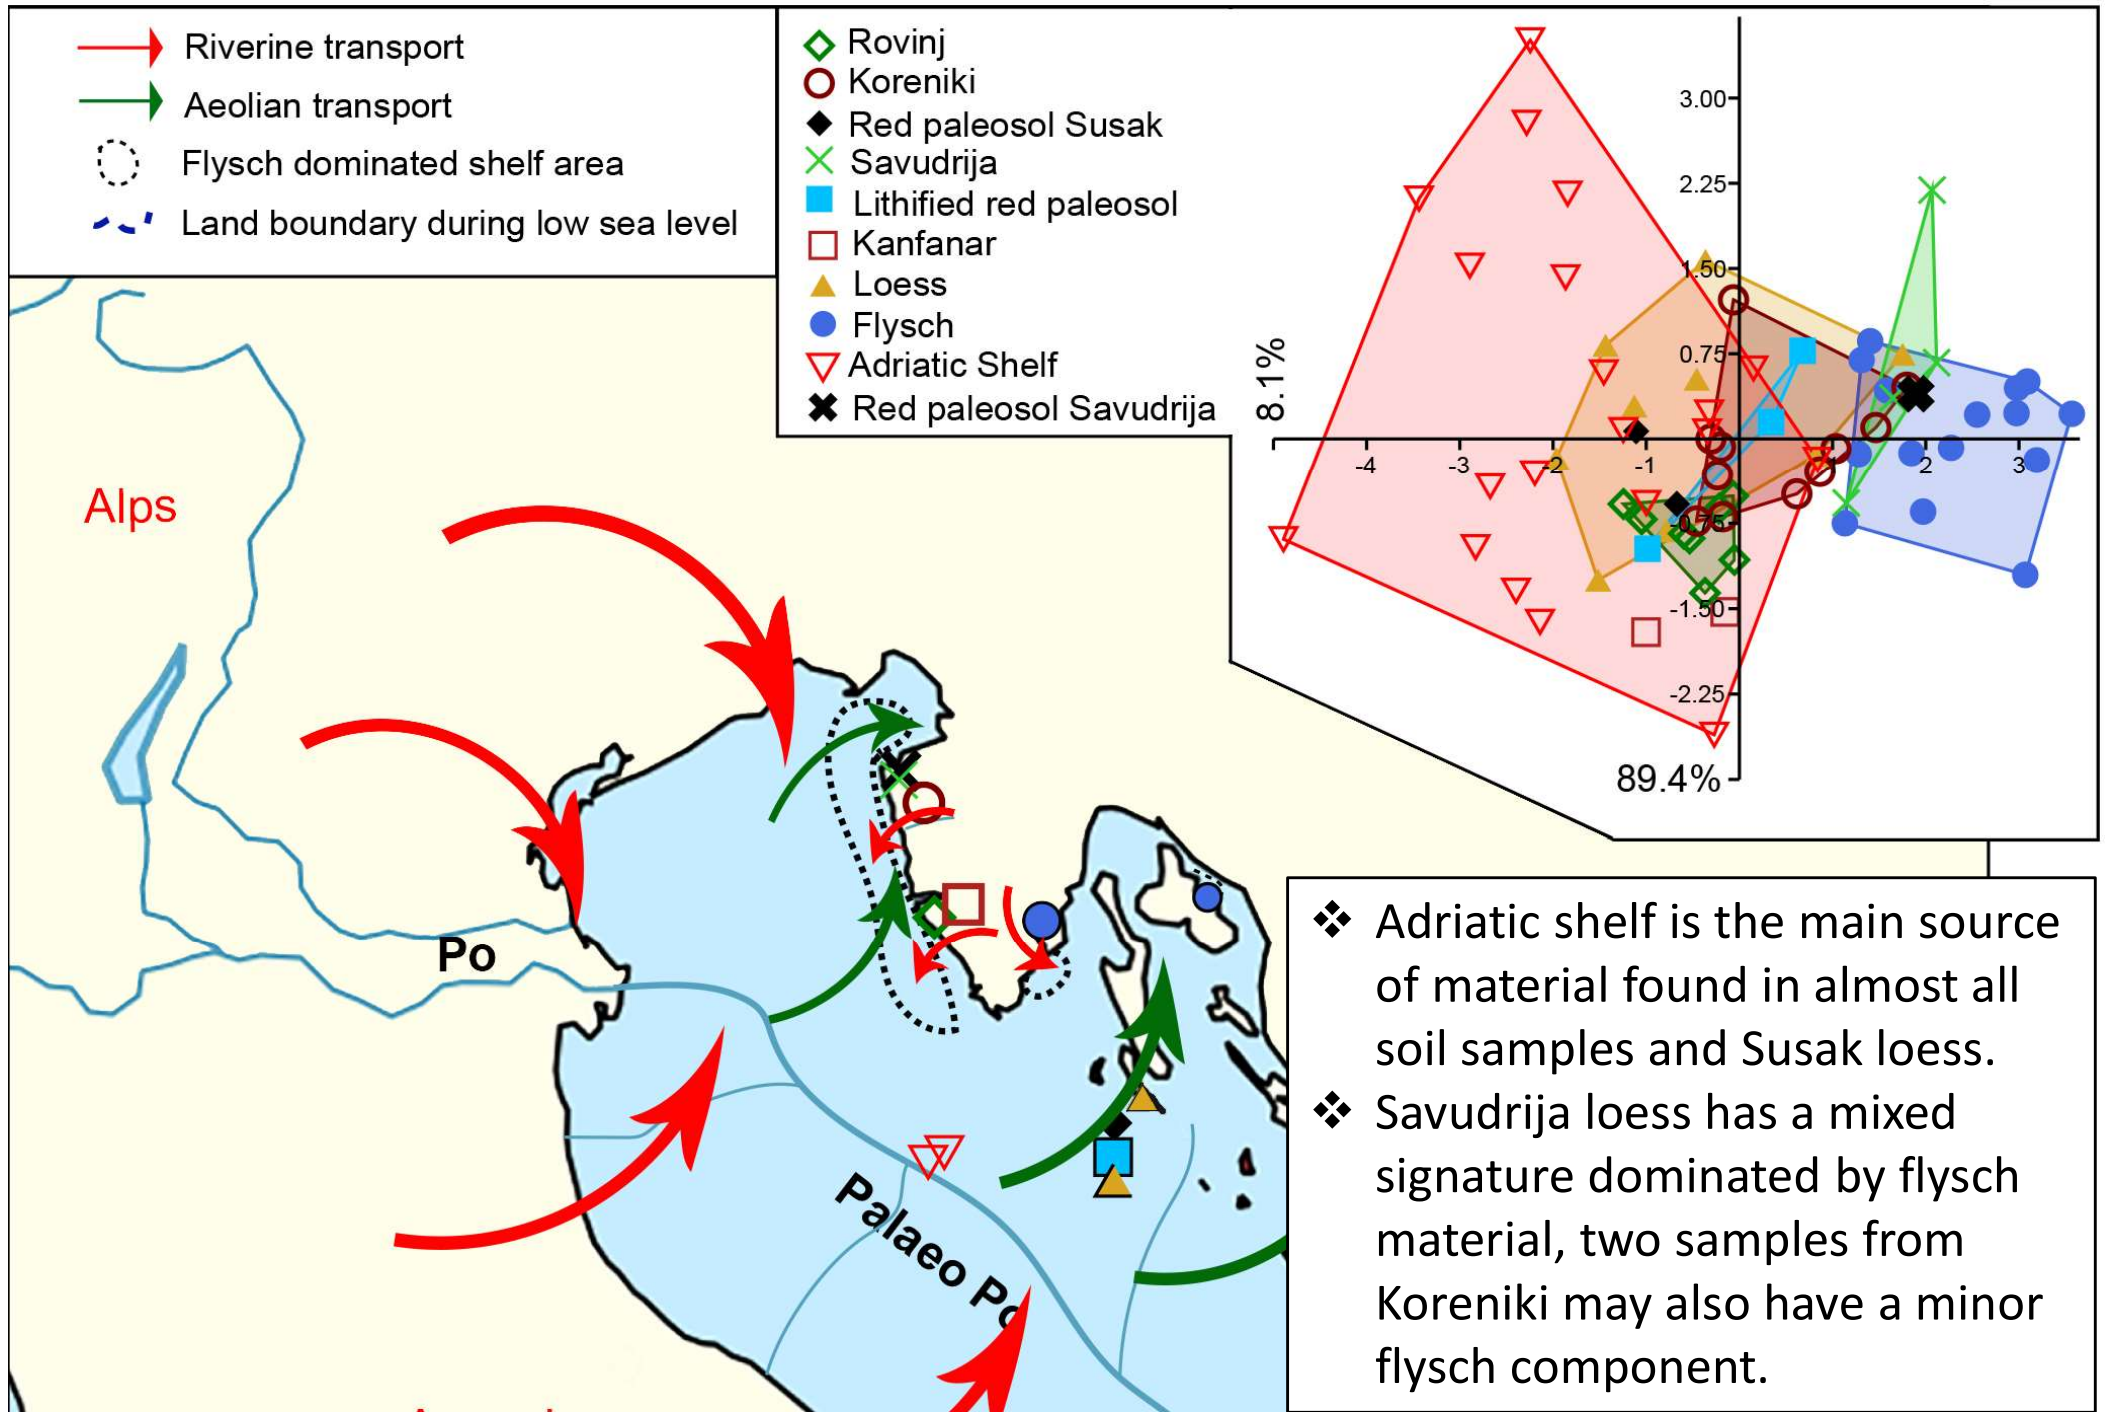 Riverine transport
Aeolian transport
Flysch dominated shelf area
Land boundary during low sea level
Rovinj
Koreniki
Red paleosol Susak
Savudrija
Lithified red paleosol
Kanfanar
Loess
Flysch
Adriatic Shelf
Red paleosol Savudrija
3.00
2.25
1.50
0.75
8.1%
-4
-3
-2
-1
1
2
3
-0.75
-1.50
-2.25
89.4%
Alps
Po
Palaeo Po
❖ Adriatic shelf is the main source
of material found in almost all
soil samples and Susak loess.
❖ Savudrija loess has a mixed
signature dominated by flysch
material, two samples from
Koreniki may also have a minor
flysch component.